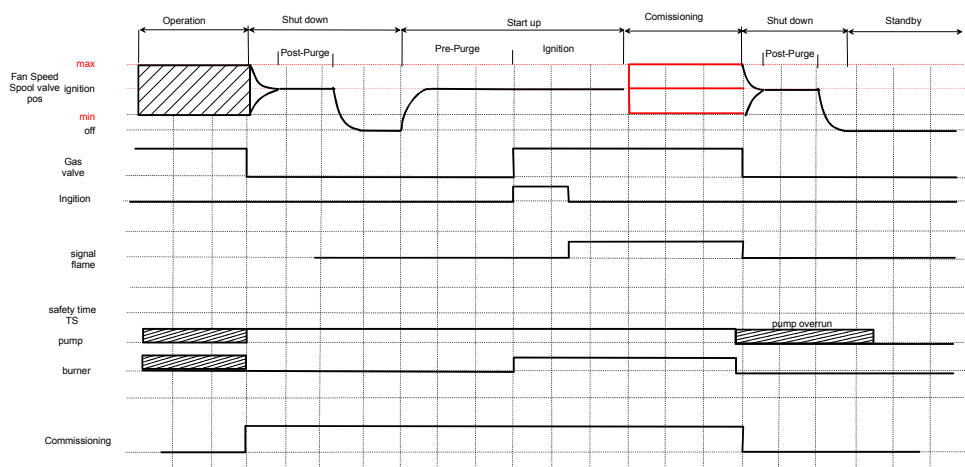 Operation
Shut down
Start up
Comissioning
Shut down
Standby
Post-Purge
Pre-Purge
Ignition
Post-Purge
max
Fan Speed
Spool valve
pos
ignition
min
off
Gas
valve
Ingition
signal
flame
safety time
TS
pump
pump overrun
burner
Commissioning